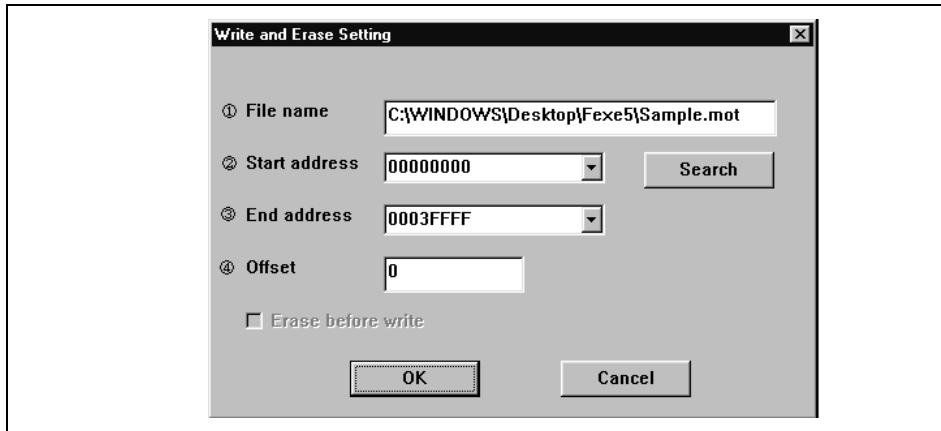 Write and Erase Setting
① File name C:\WINDOWS\Desktop\Fexe5\Sample.mot
② Start address 00000000 Search
③ End address 0003FFFF
④ Offset 0
Erase before write
OK Cancel